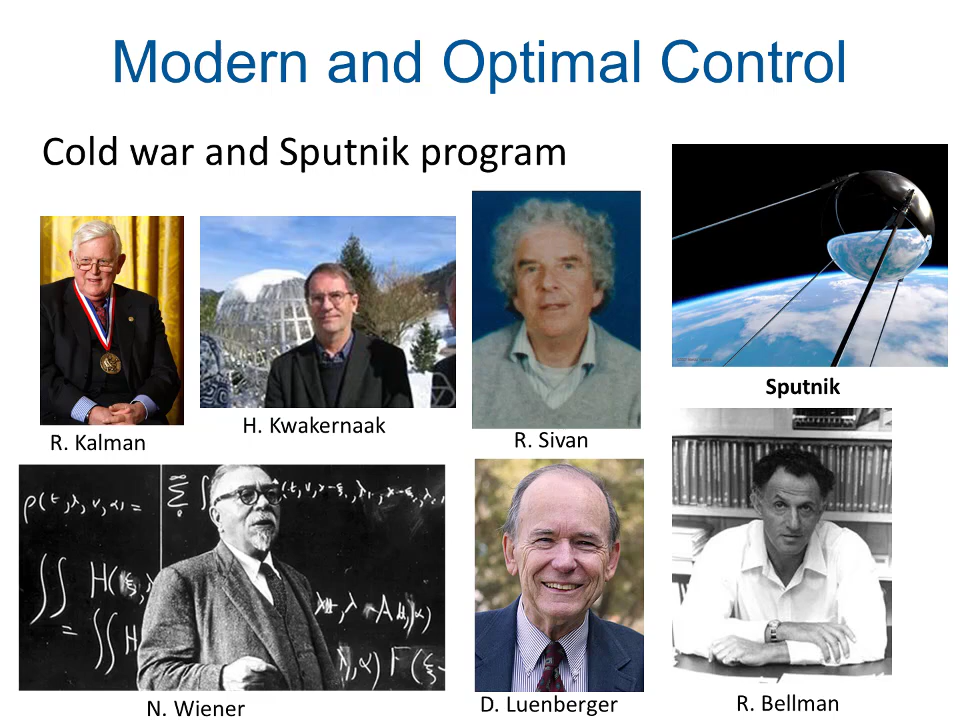 Modern and Optimal Control
Cold war and Sputnik program
Sputnik
R. Kalman
H. Kwakernaak
R. Sivan
N. Wiener
D. Luenberger
R. Bellman